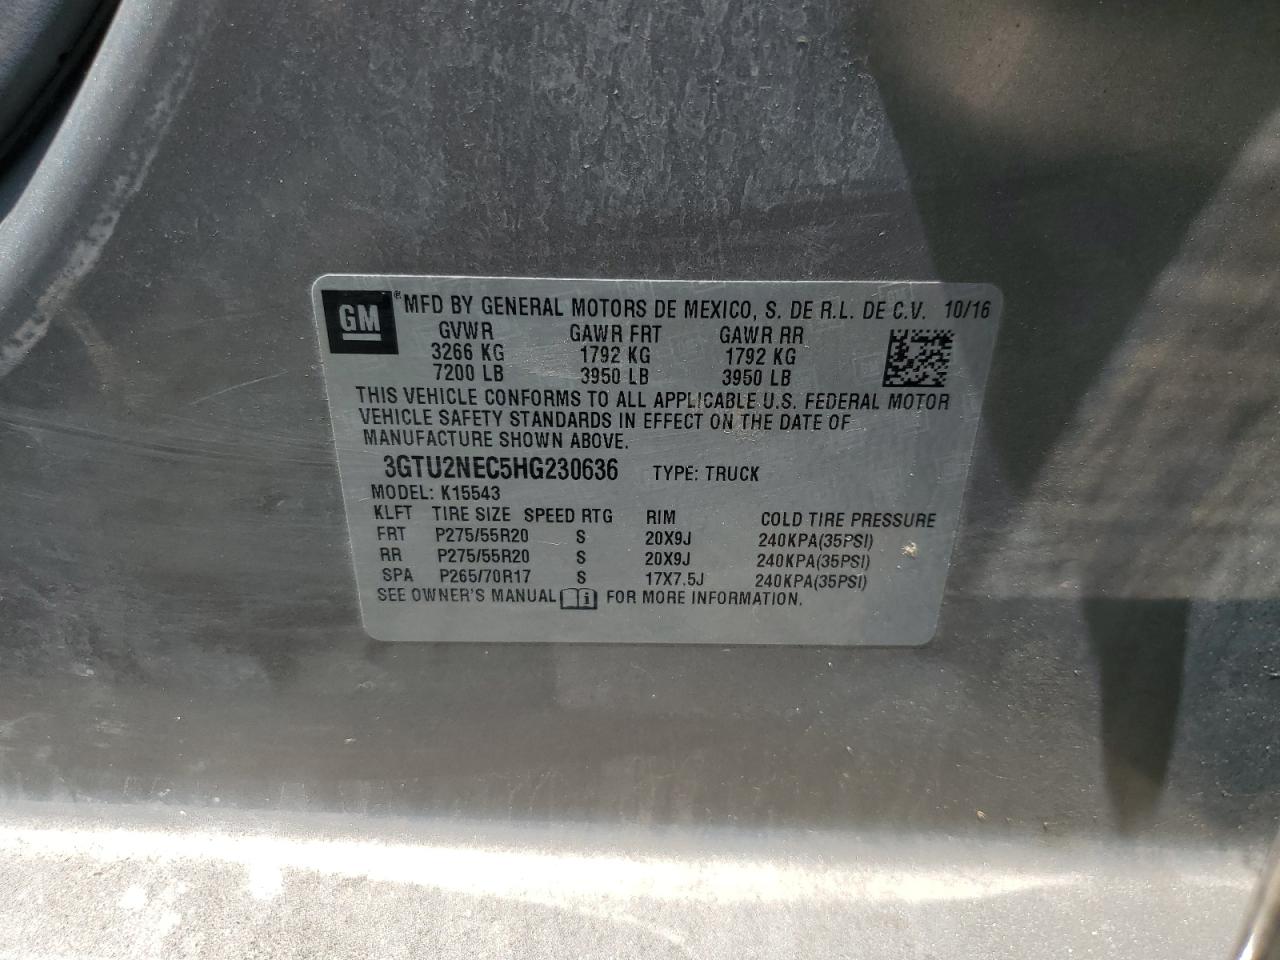 GM ® MFD BY GENERAL MOTORS DE MEXICO, S. DE R.L. DE C.V. 10/16
GVWR GAWR FRT GAWR RR
3266 KG 1792 KG 1792 KG
7200 LB 3950 LB 3950 LB
THIS VEHICLE CONFORMS TO ALL APPLICABLE U.S. FEDERAL MOTOR
VEHICLE SAFETY STANDARDS IN EFFECT ON THE DATE OF
MANUFACTURE SHOWN ABOVE.
3GTU2NEC5HG230636 TYPE: TRUCK
MODEL: K15543
KLFT TIRE SIZE SPEED RTG RIM COLD TIRE PRESSURE
FRT P275/55R20 S 20X9J 240KPA(35PSI)
RR P275/55R20 S 20X9J 240KPA(35PSI)
SPA P265/70R17 S 17X7.5J 240KPA(35PSI)
SEE OWNER'S MANUAL i FOR MORE INFORMATION.